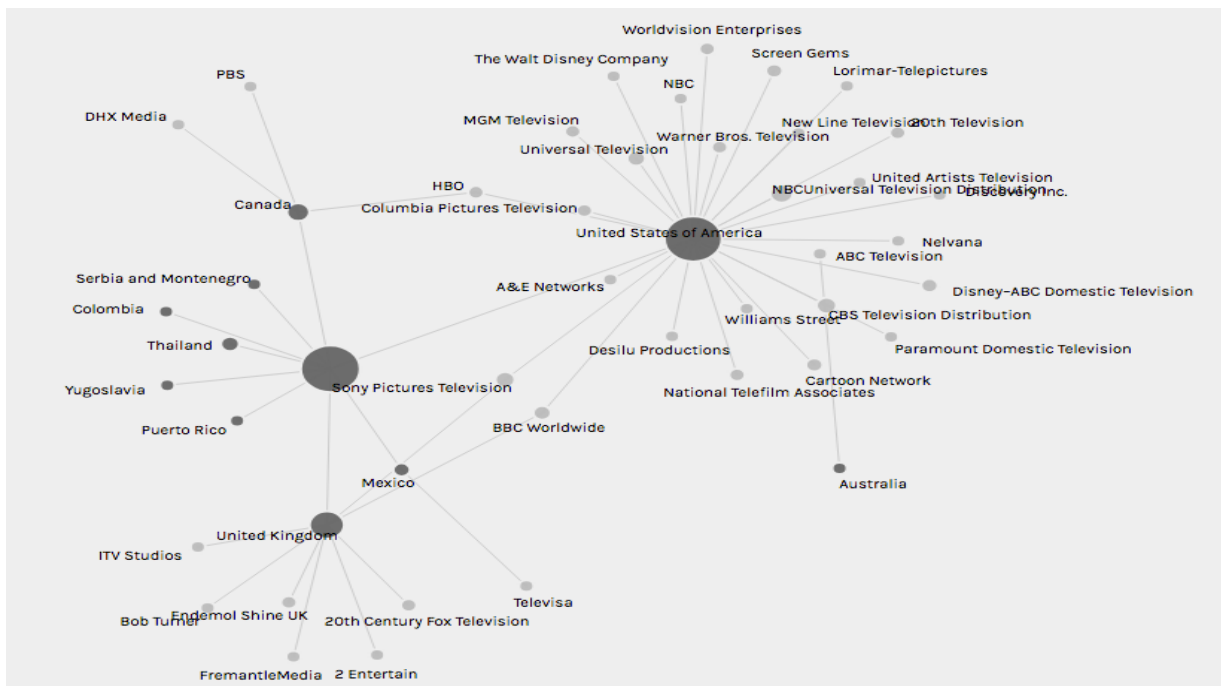 Worldvision Enterprises
Screen Gems
The Walt Disney Company
Lorimar-Telepictures
PBS
NBC
DHX Media
MGM Television
New Line Television
20th Television
Warner Bros. Television
Universal Television
HBO
United Artists Television
NBCUniversal Television Distribution
Discovery Inc.
Canada
Columbia Pictures Television
United States of America
Nelvana
ABC Television
Serbia and Montenegro
A&E Networks
Disney–ABC Domestic Television
Colombia
Williams Street
CBS Television Distribution
Thailand
Desilu Productions
Paramount Domestic Television
Yugoslavia
Sony Pictures Television
Cartoon Network
National Telefilm Associates
Puerto Rico
BBC Worldwide
Mexico
Australia
United Kingdom
ITV Studios
Televisa
Endemol Shine UK
Bob Turner
20th Century Fox Television
FremantleMedia
2 Entertain